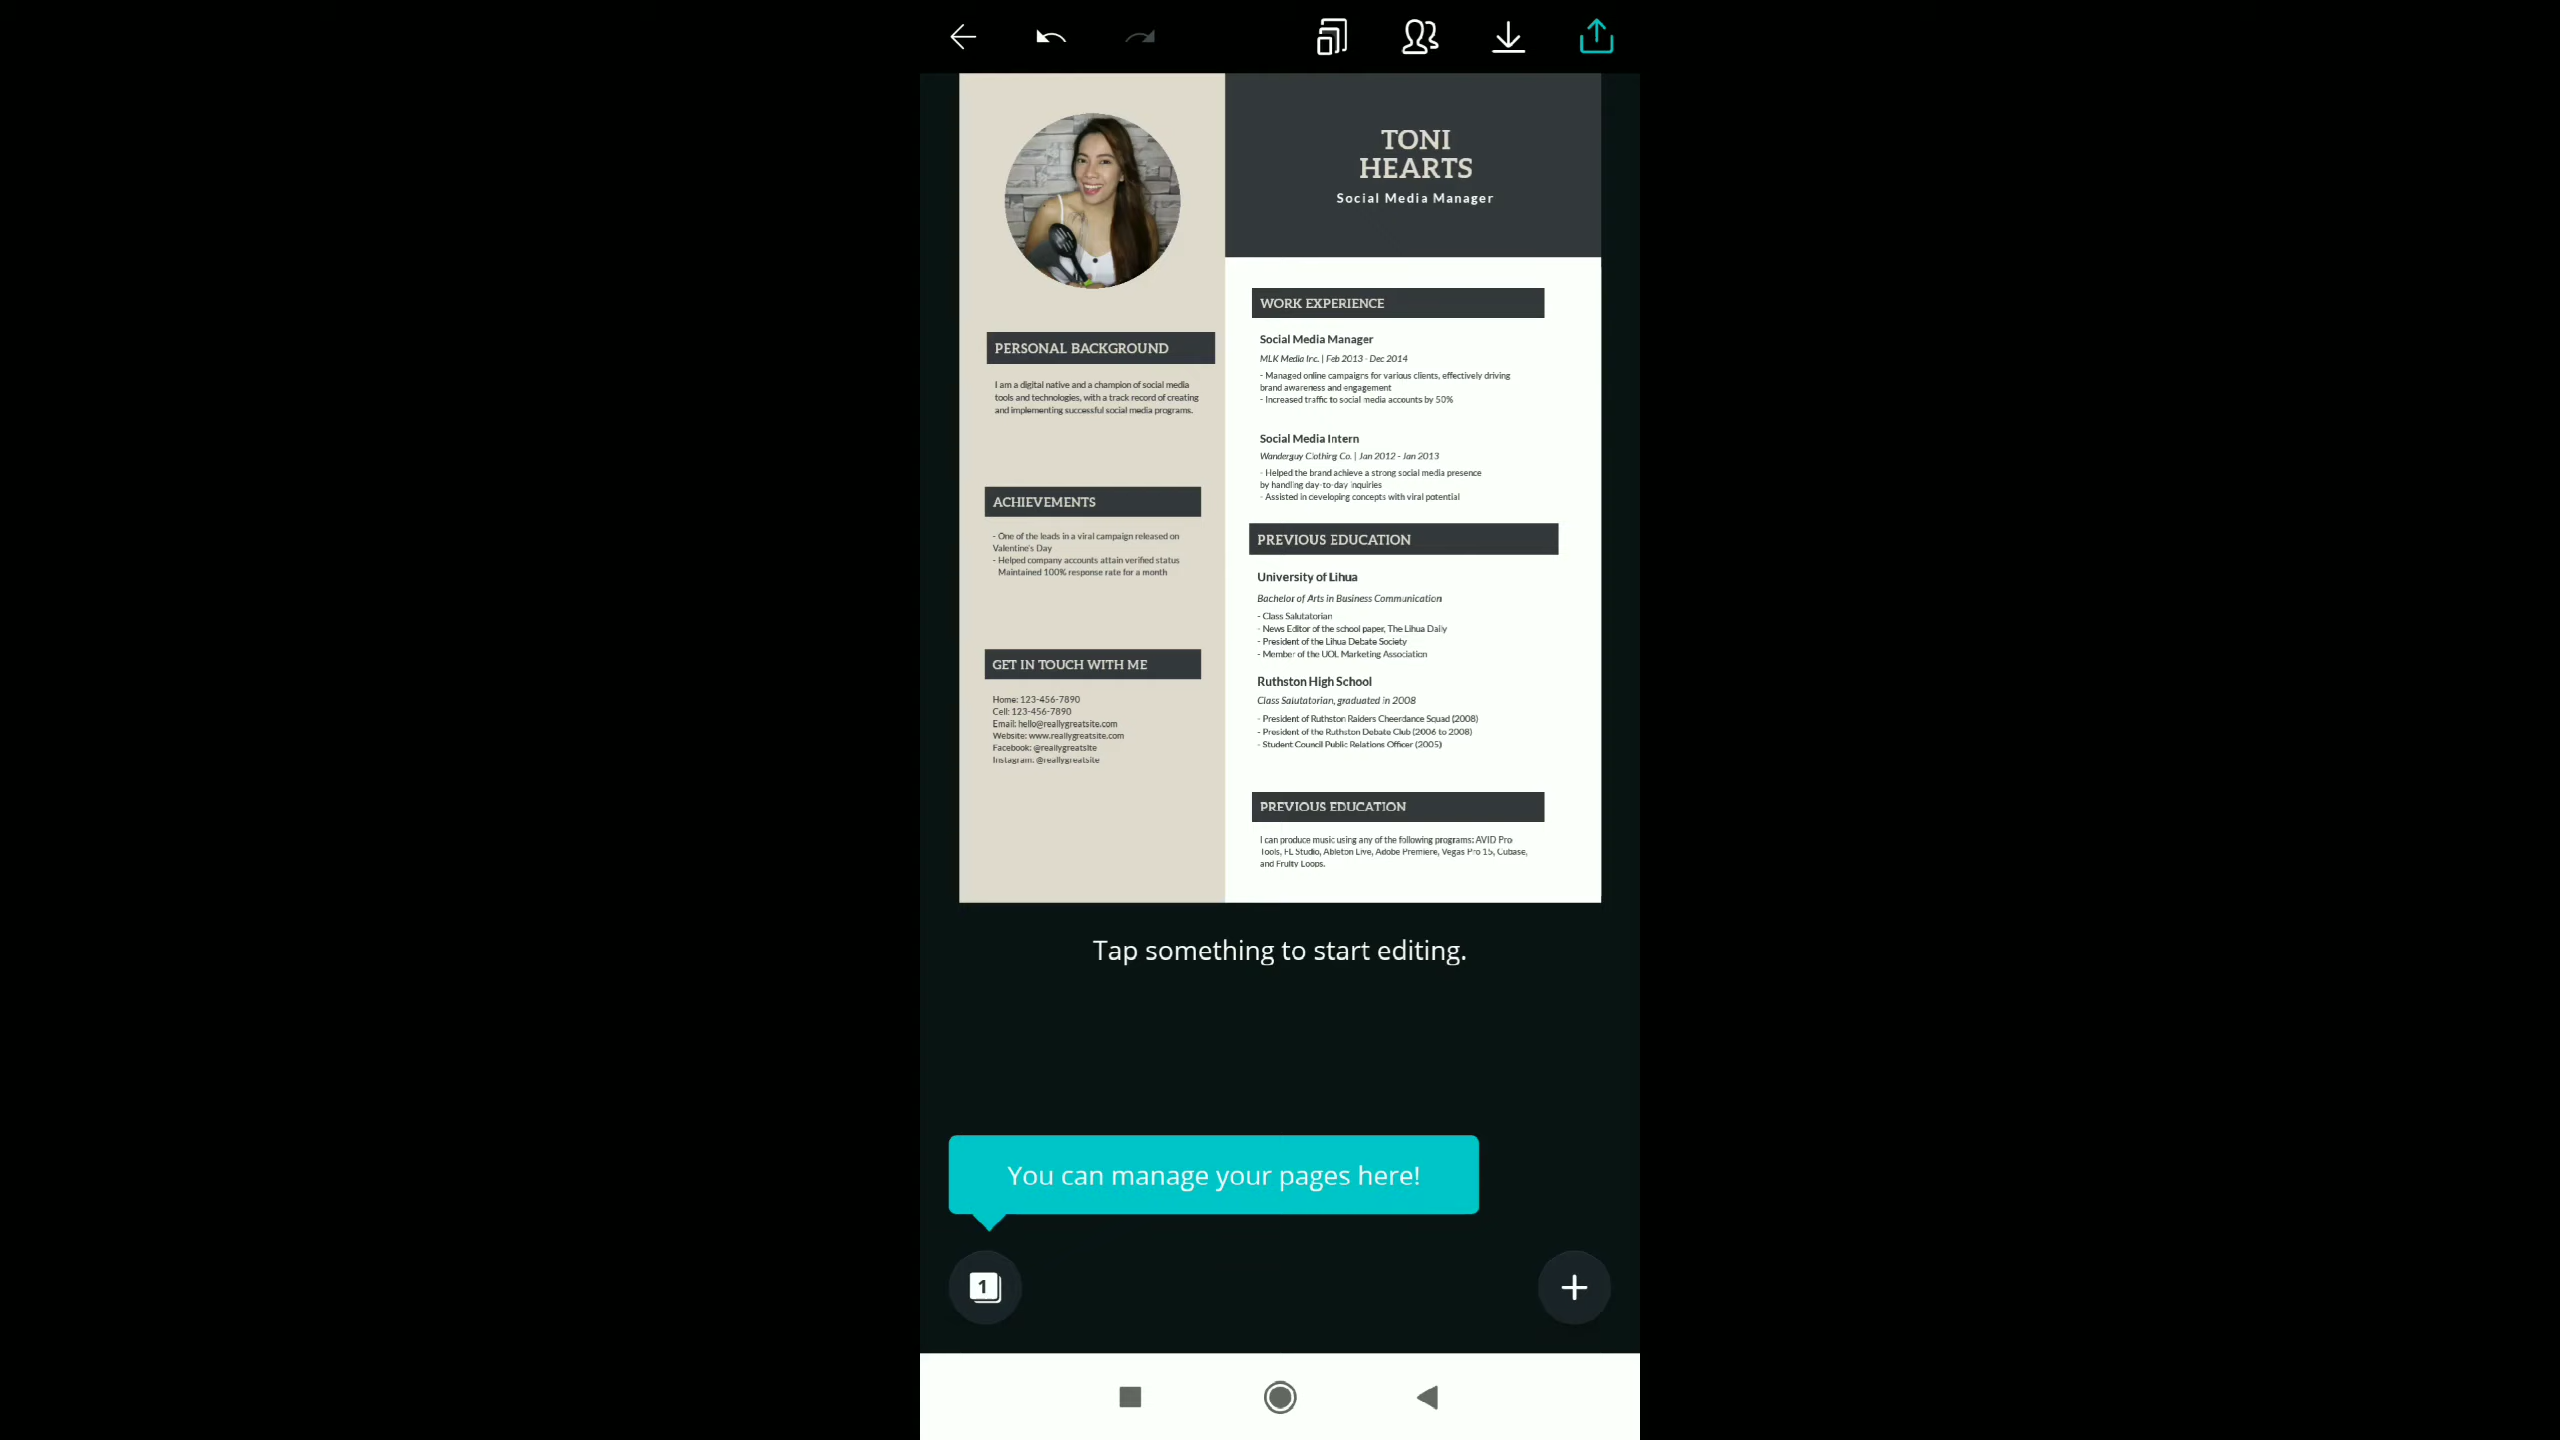 TONI
HEARTS
Social Media Manager
PERSONAL BACKGROUND
I am a digital native and a champion of social media
tools and technologies, with a track record of creating
and implementing successful social media programs.
ACHIEVEMENTS
- One of the leads in a viral campaign released on
Valentine's Day
- Helped company accounts attain verified status
Maintained 100% response rate for a month
GET IN TOUCH WITH ME
Home: 123-456-7890
Cell: 123-456-7890
Email: hello@reallygreatsite.com
Website: www.reallygreatsite.com
Facebook: @reallygreatsite
Instagram: @reallygreatsite
WORK EXPERIENCE
Social Media Manager
MLK Media Inc. | Feb 2013 - Dec 2014
- Managed online campaigns for various clients, effectively driving
brand awareness and engagement
- Increased traffic to social media accounts by 50%
Social Media Intern
Wanderguy Clothing Co. | Jan 2012 - Jan 2013
- Helped the brand achieve a strong social media presence
by handling day-to-day inquiries
- Assisted in developing concepts with viral potential
PREVIOUS EDUCATION
University of Lihua
Bachelor of Arts in Business Communication
- Class Salutatorian
- News Editor of the school paper, The Lihua Daily
- President of the Lihua Debate Society
- Member of the UOL Marketing Association
Ruthston High School
Class Salutatorian, graduated in 2008
- President of Ruthston Raiders Cheerdance Squad (2008)
- President of the Ruthston Debate Club (2006 to 2008)
- Student Council Public Relations Officer (2005)
PREVIOUS EDUCATION
I can produce music using any of the following programs: AVID Pro
Tools, FL Studio, Ableton Live, Adobe Premiere, Vegas Pro 15, Cubase,
and Fruity Loops.
Tap something to start editing.
You can manage your pages here!
1